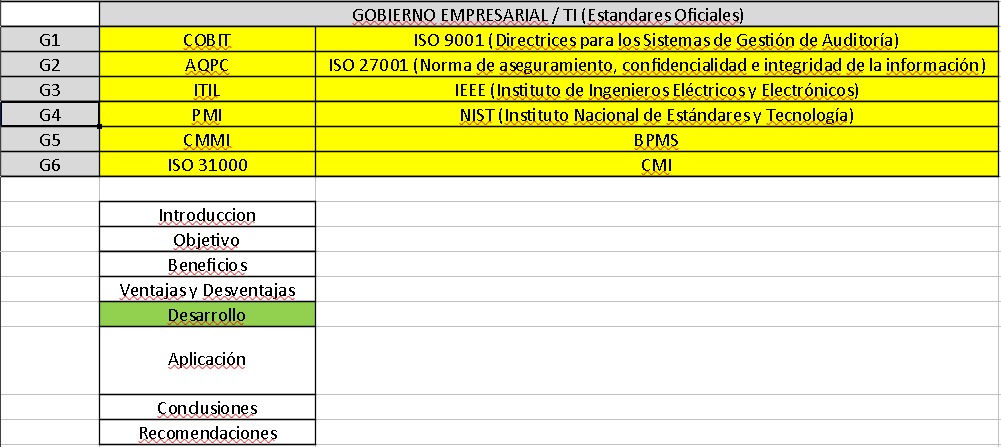 GOBIERNO EMPRESARIAL / TI (Estandares Oficiales)
G1 COBIT ISO 9001 ( Directrices para los Sistemas de Gestión de Auditoría)
G2 AQPC ISO 27001 (Norma de aseguramiento, confidencialidad e integridad de la información)
G3 ITIL IEEE (Instituto de Ingenieros Eléctricos y Electrónicos)
G4 PMI NIST (Instituto Nacional de Estándares y Tecnología)
G5 CMMI BPMS
G6 ISO 31000 CMI
Introduccion
Objetivo
Beneficios
Ventajas y Desventajas
Desarrollo
Aplicación
Conclusiones
Recomendaciones